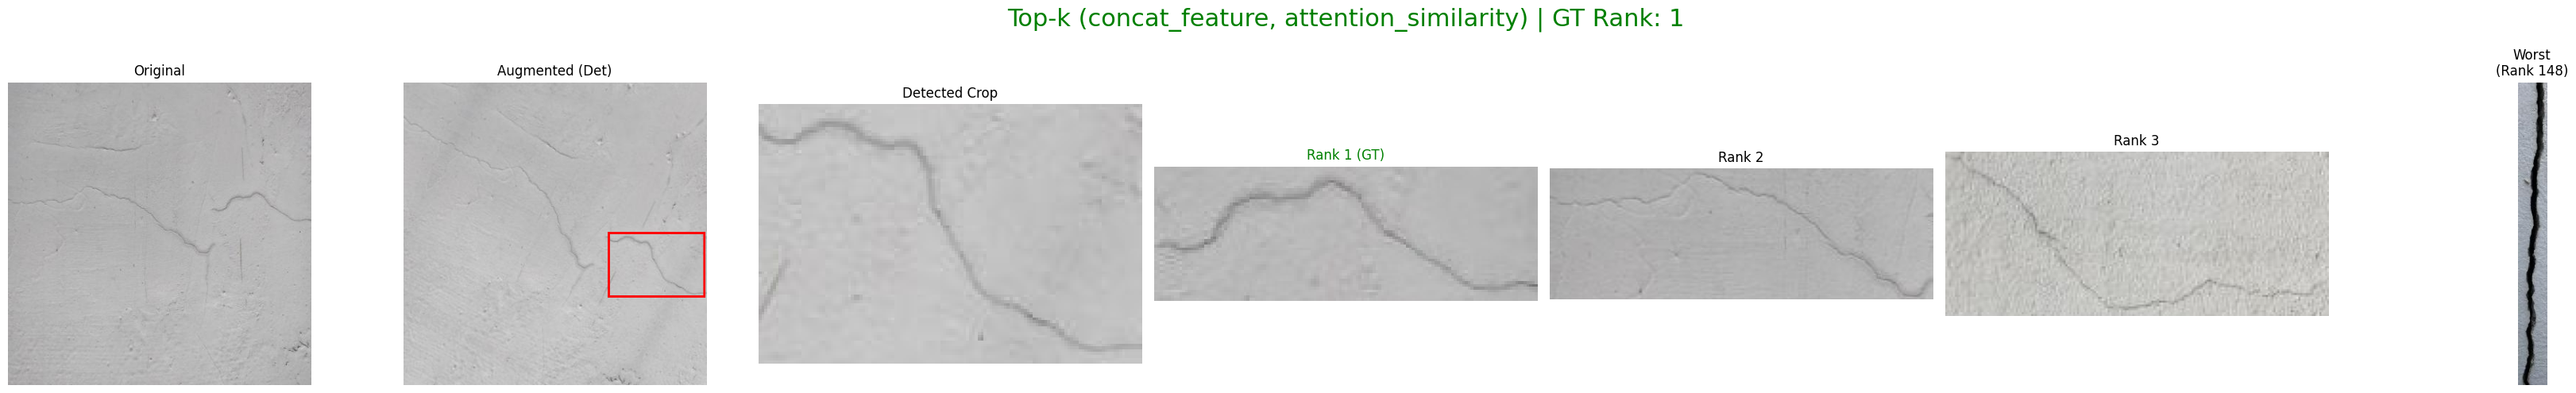 Top-k (concat_feature, attention_similarity) | GT Rank: 1
Original
Augmented (Det)
Detected Crop
Rank 1 (GT)
Rank 2
Rank 3
Worst
(Rank 148)